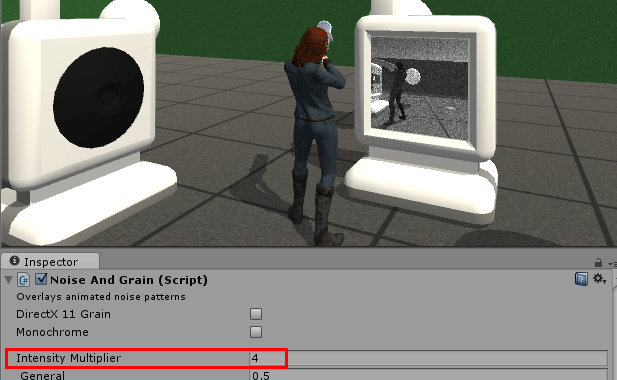 Inspector
Noise And Grain (Script)
Overlays animated noise patterns
DirectX 11 Grain
Monochrome
Intensity Multiplier 4
General 0.5